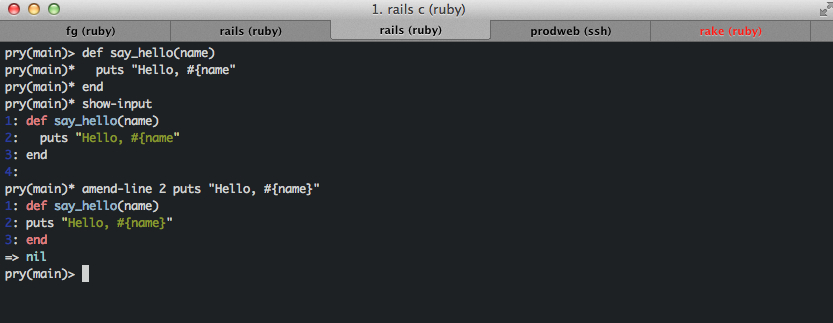 1. rails c (ruby)
fg (ruby) rails (ruby) rails (ruby) prodweb (ssh) rake (ruby)
pry(main)> def say_hello(name)
pry(main)*   puts "Hello, #{name"
pry(main)* end
pry(main)* show-input
1: def say_hello(name)
2:   puts "Hello, #{name"
3: end
4:
pry(main)* amend-line 2 puts "Hello, #{name}"
1: def say_hello(name)
2: puts "Hello, #{name}"
3: end
=> nil
pry(main)>